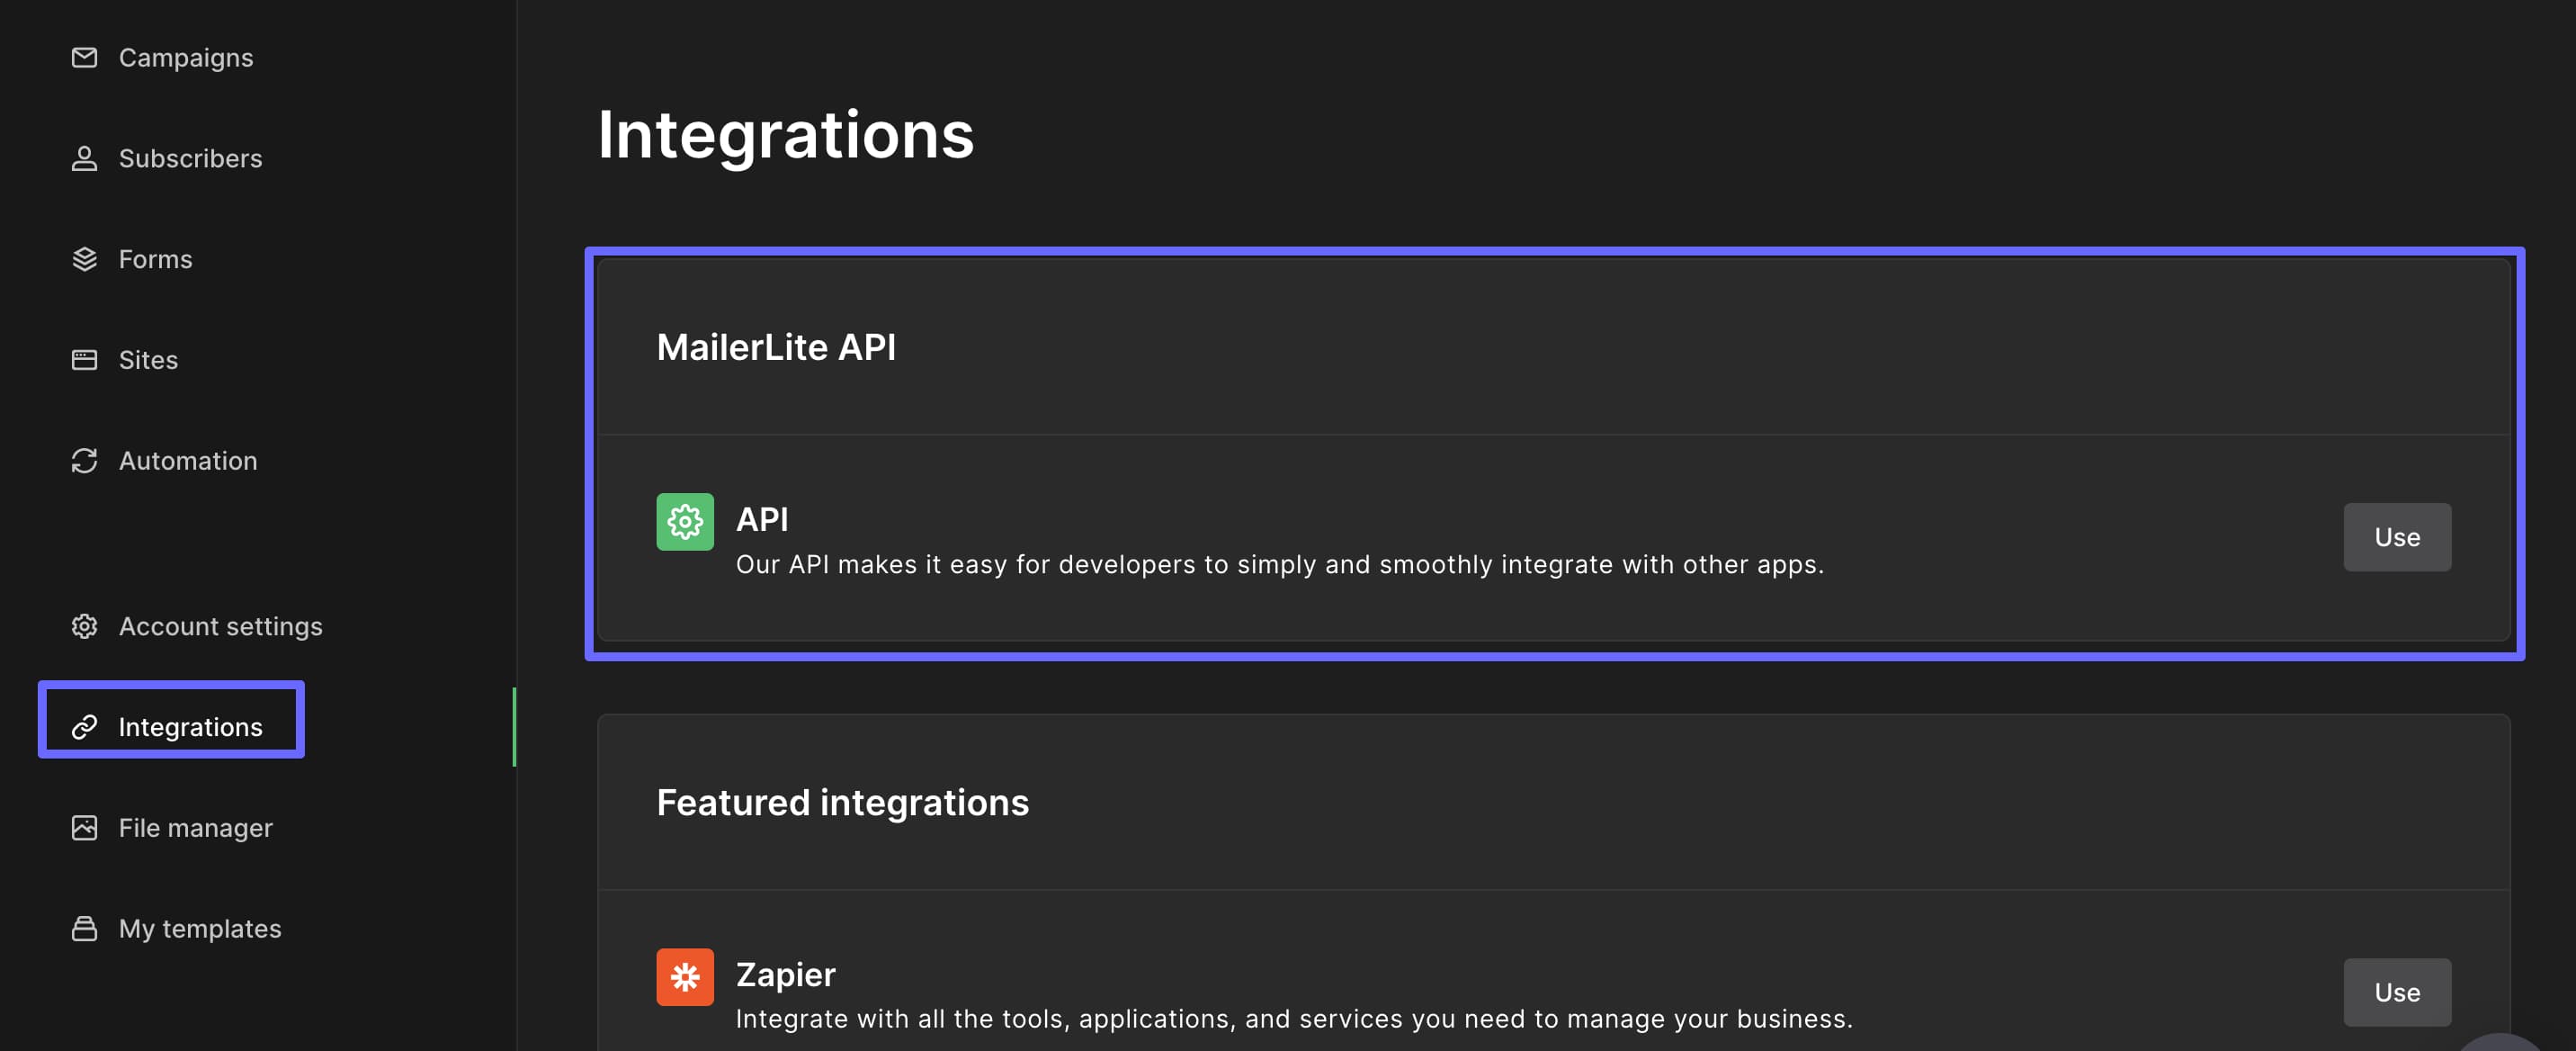 Campaigns
Subscribers
Forms
Sites
Automation
Account settings
Integrations
File manager
My templates
Integrations
MailerLite API
API
Our API makes it easy for developers to simply and smoothly integrate with other apps.
Use
Featured integrations
Zapier
Integrate with all the tools, applications, and services you need to manage your business.
Use